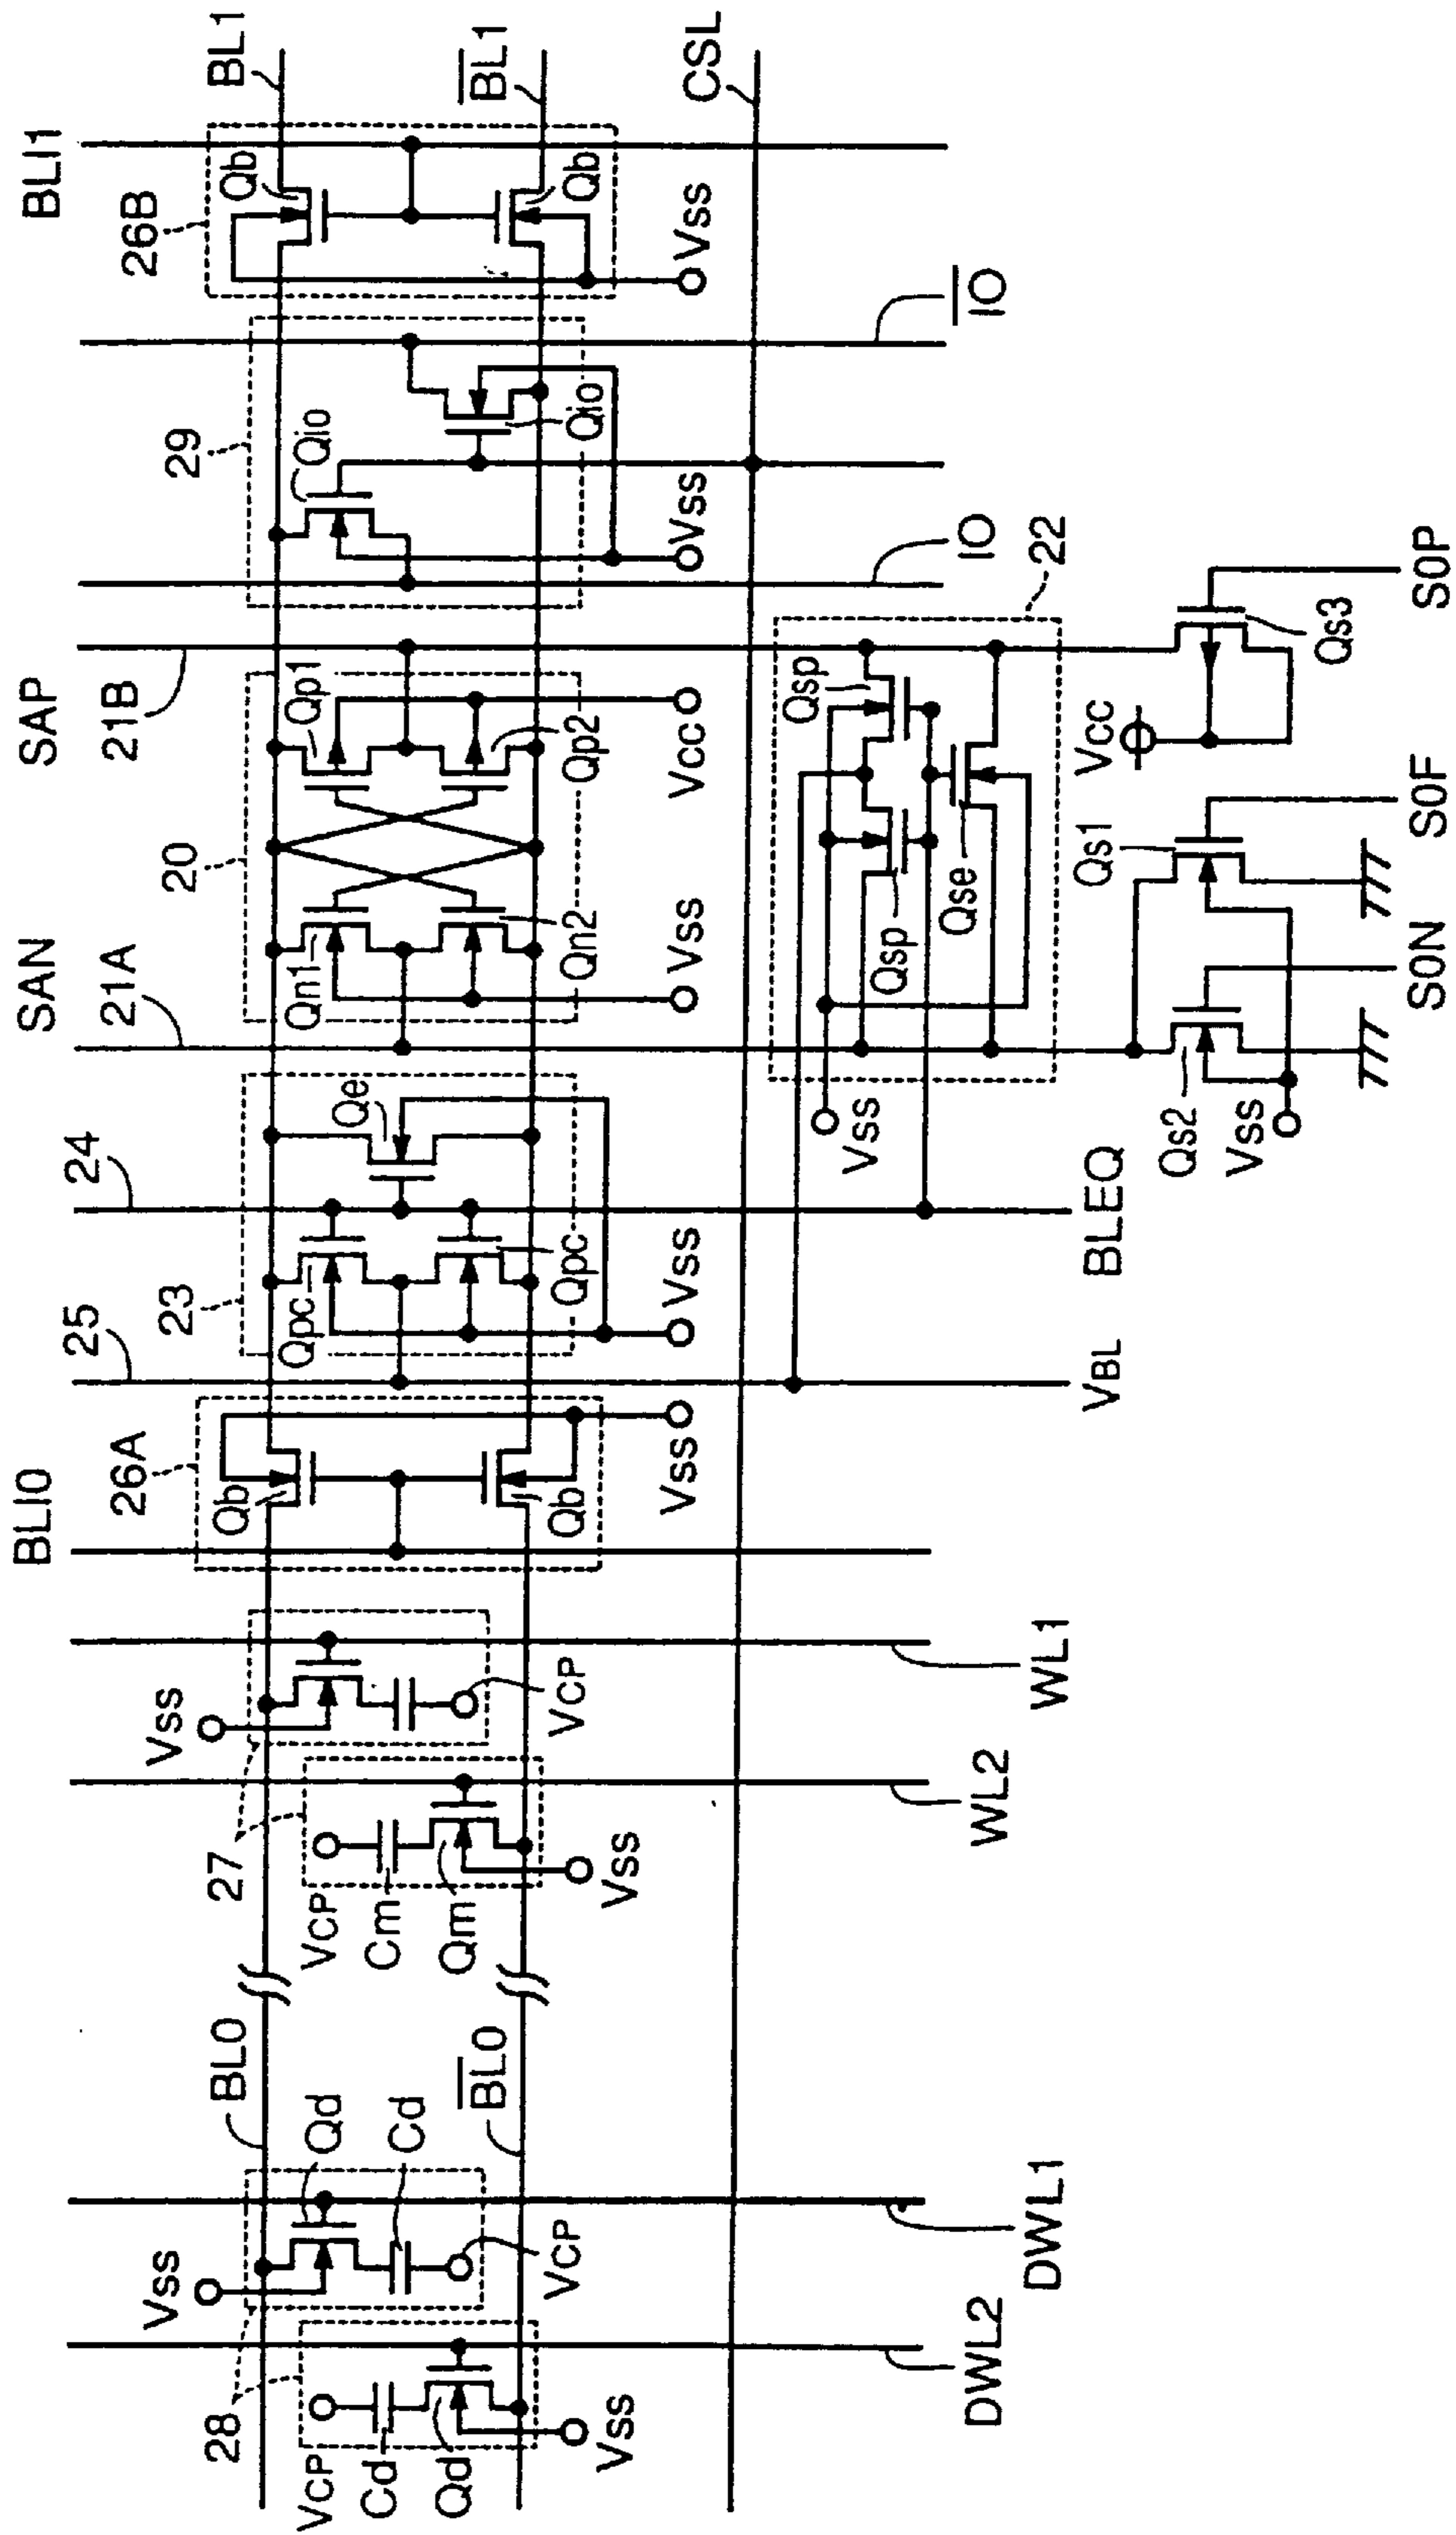 BLI0 SAN SAP BLI1
25 24 21A 21B
26A 26B
Vss Vss 23 20 29
28 BL0 27 Qb Qb BL1
Qpc Qn1 Qp1 Qio
VCP Qd VCP Qe
Cd Cd Cm
Qd B̅L̅0̅ Qm B̅L̅1̅
VCP VCP Qb Qpc Qn2 Qp2 Qio Qb
Vss Vss Vss Vss Vss Vcc Vss Vss
CSL
Qsp
Vss Qsp
Qse
I̅O̅
DWL2 DWL1 WL2 WL1 IO
22
VBL BLEQ Vcc
Qs1
Qs2
Vss Qs3
S0N S0F S0P